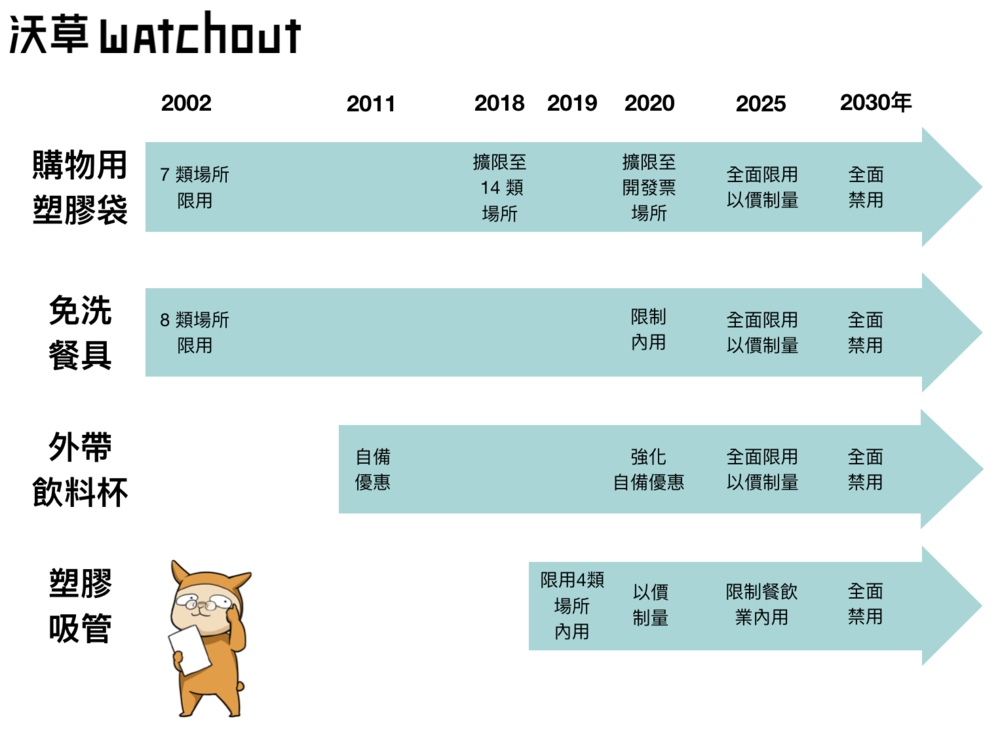 沃草 watchout
2002 2011 2018 2019 2020 2025 2030年
購物用
塑膠袋
7 類場所
限用
擴限至
14 類
場所
擴限至
開發票
場所
全面限用
以價制量
全面
禁用
免洗
餐具
8 類場所
限用
限制
內用
全面限用
以價制量
全面
禁用
外帶
飲料杯
自備
優惠
強化
自備優惠
全面限用
以價制量
全面
禁用
塑膠
吸管
限用4類
場所
內用
以價
制量
限制餐飲
業內用
全面
禁用